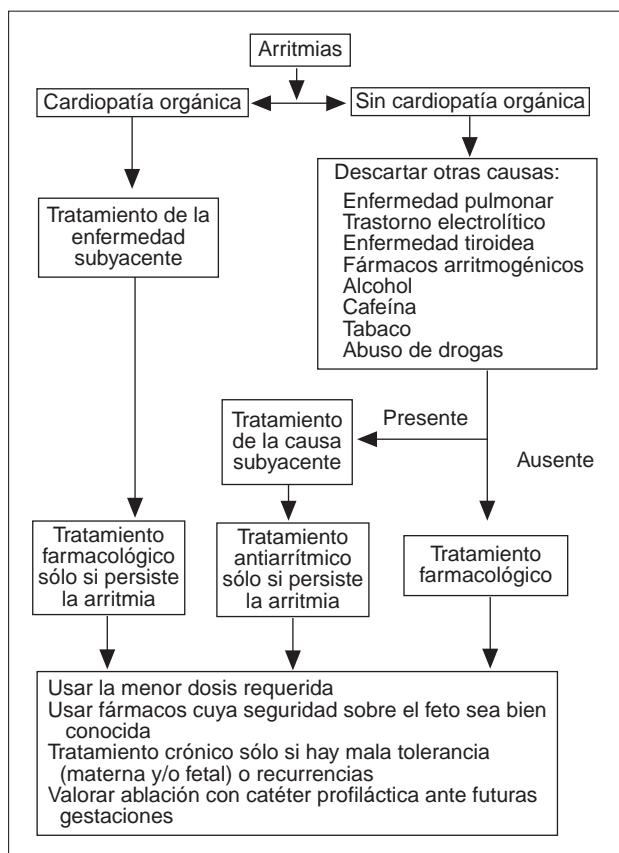 Arritmias
Cardiopatía orgánica
Sin cardiopatía orgánica
Tratamiento de la
enfermedad
subyacente
Descartar otras causas:
Enfermedad pulmonar
Trastorno electrolítico
Enfermedad tiroidea
Fármacos arritmogénicos
Alcohol
Cafeína
Tabaco
Abuso de drogas
Tratamiento
de la causa
subyacente
Presente
Ausente
Tratamiento
farmacológico
sólo si persiste
la arritmia
Tratamiento
antiarrítmico
sólo si persiste
la arritmia
Tratamiento
farmacológico
Usar la menor dosis requerida
Usar fármacos cuya seguridad sobre el feto sea bien
conocida
Tratamiento crónico sólo si hay mala tolerancia
(materna y/o fetal) o recurrencias
Valorar ablación con catéter profiláctica ante futuras
gestaciones